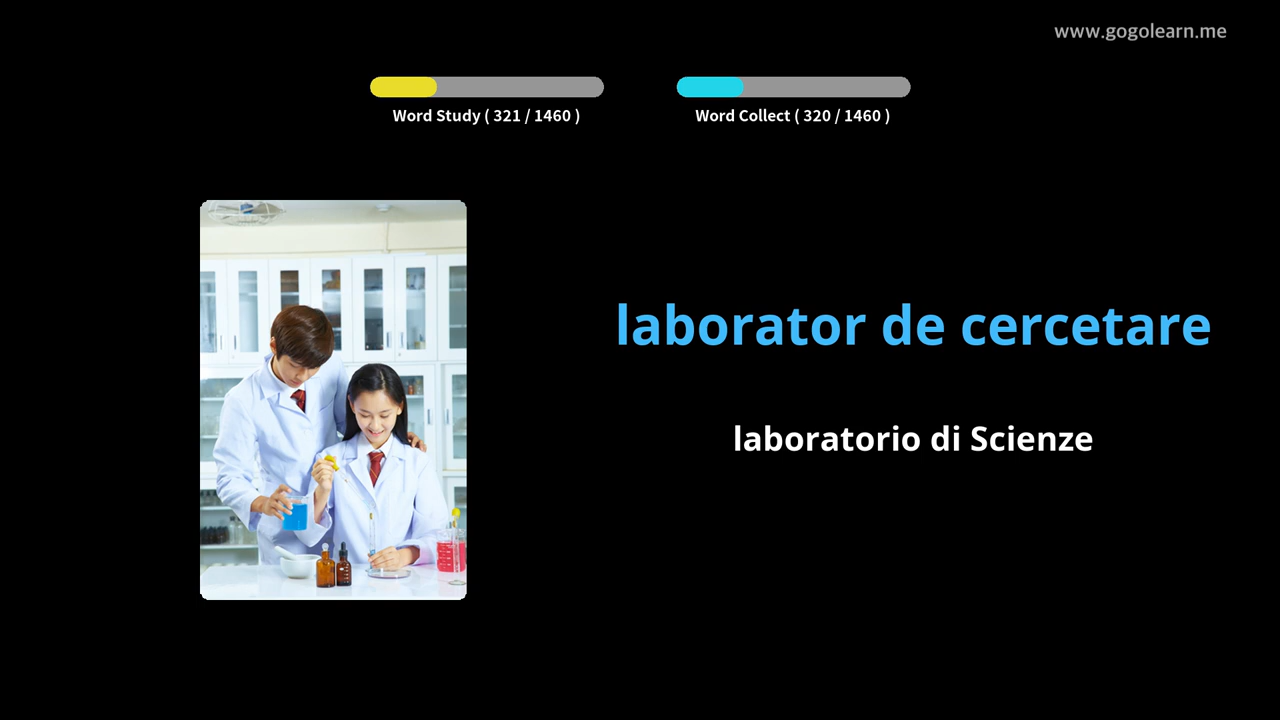 www.gogolearn.me
Word Study ( 321 / 1460 )
Word Collect ( 320 / 1460 )
laborator de cercetare
laboratorio di Scienze